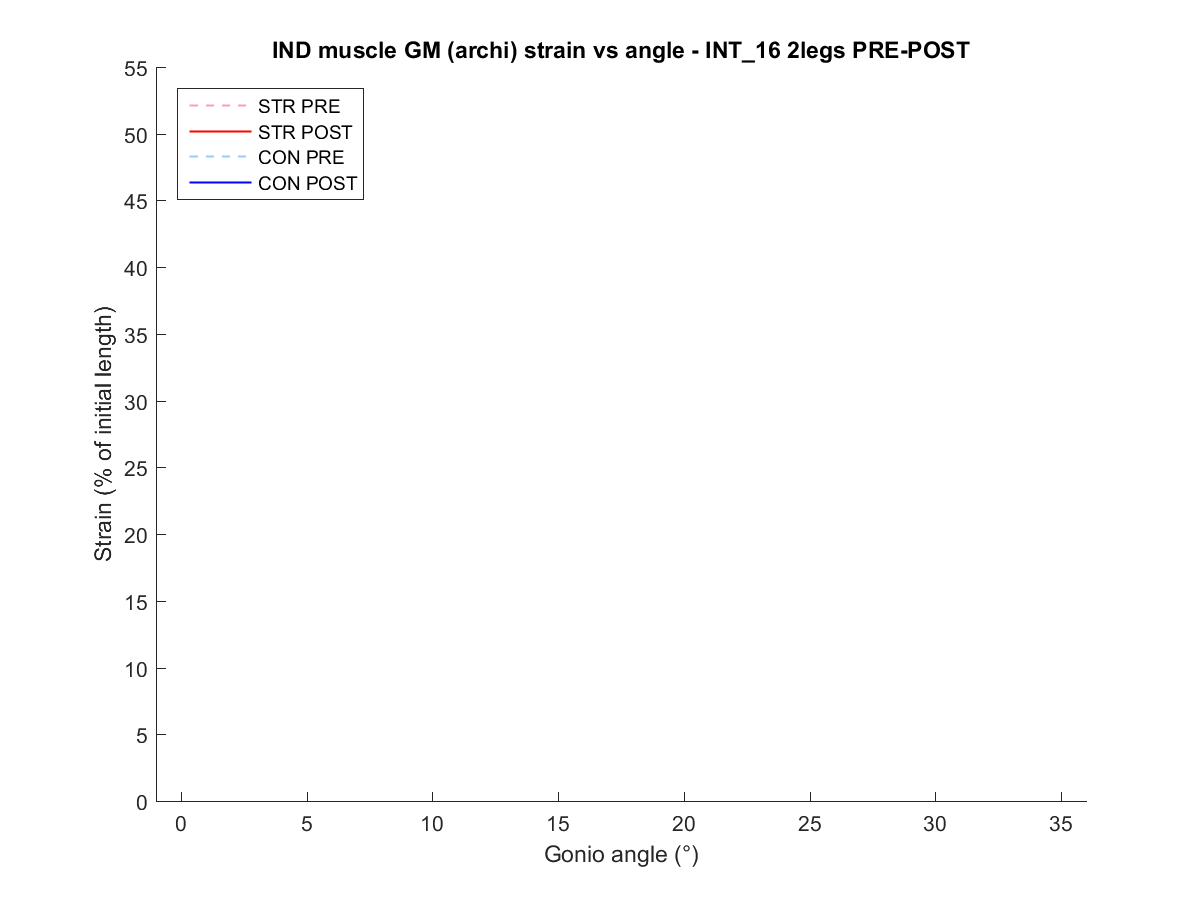 IND muscle GM (archi) strain vs angle - INT_16 2legs PRE-POST
55
50
45
40
35
30
25
20
15
10
5
0
STR PRE
STR POST
CON PRE
CON POST
Strain (% of initial length)
0 5 10 15 20 25 30 35
Gonio angle (°)